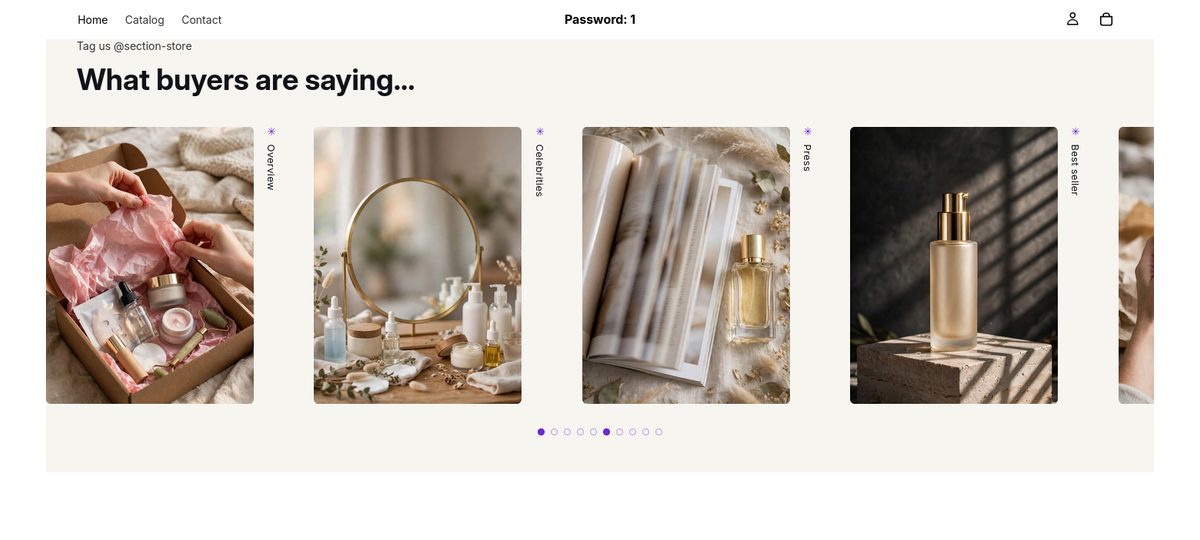 Home Catalog Contact
Password: 1
Tag us @section-store
What buyers are saying...
Overview
Celebrities
Press
Best seller